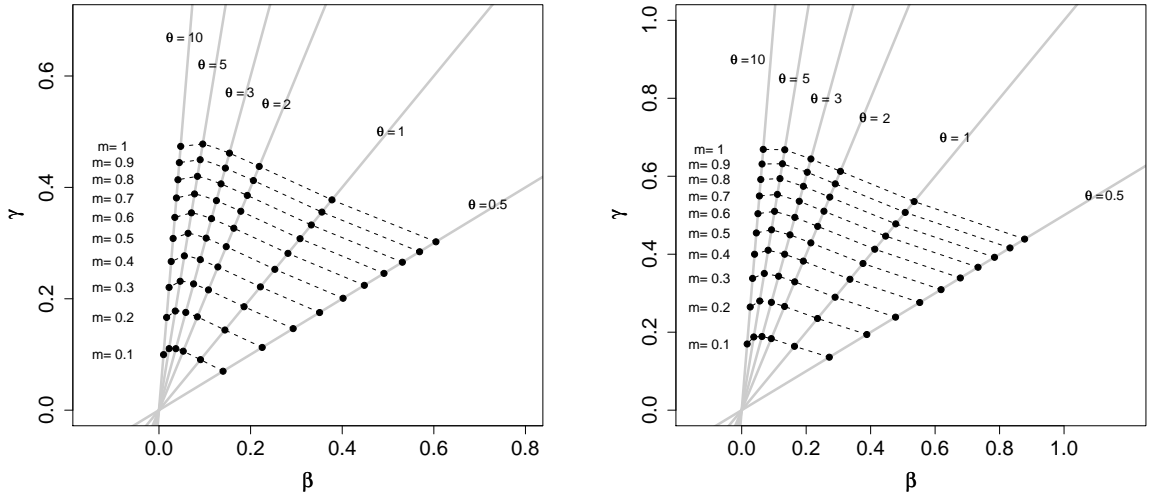 θ = 10
θ = 5
θ = 3
θ = 2
θ = 1
θ = 0.5
m= 1
m= 0.9
m= 0.8
m= 0.7
m= 0.6
m= 0.5
m= 0.4
m= 0.3
m= 0.2
m= 0.1
0.0 0.2 0.4 0.6
γ
0.0 0.2 0.4 0.6 0.8
β
θ = 10
θ = 5
θ = 3
θ = 2
θ = 1
θ = 0.5
m= 1
m= 0.9
m= 0.8
m= 0.7
m= 0.6
m= 0.5
m= 0.4
m= 0.3
m= 0.2
m= 0.1
0.0 0.2 0.4 0.6 0.8 1.0
γ
0.0 0.2 0.4 0.6 0.8 1.0
β